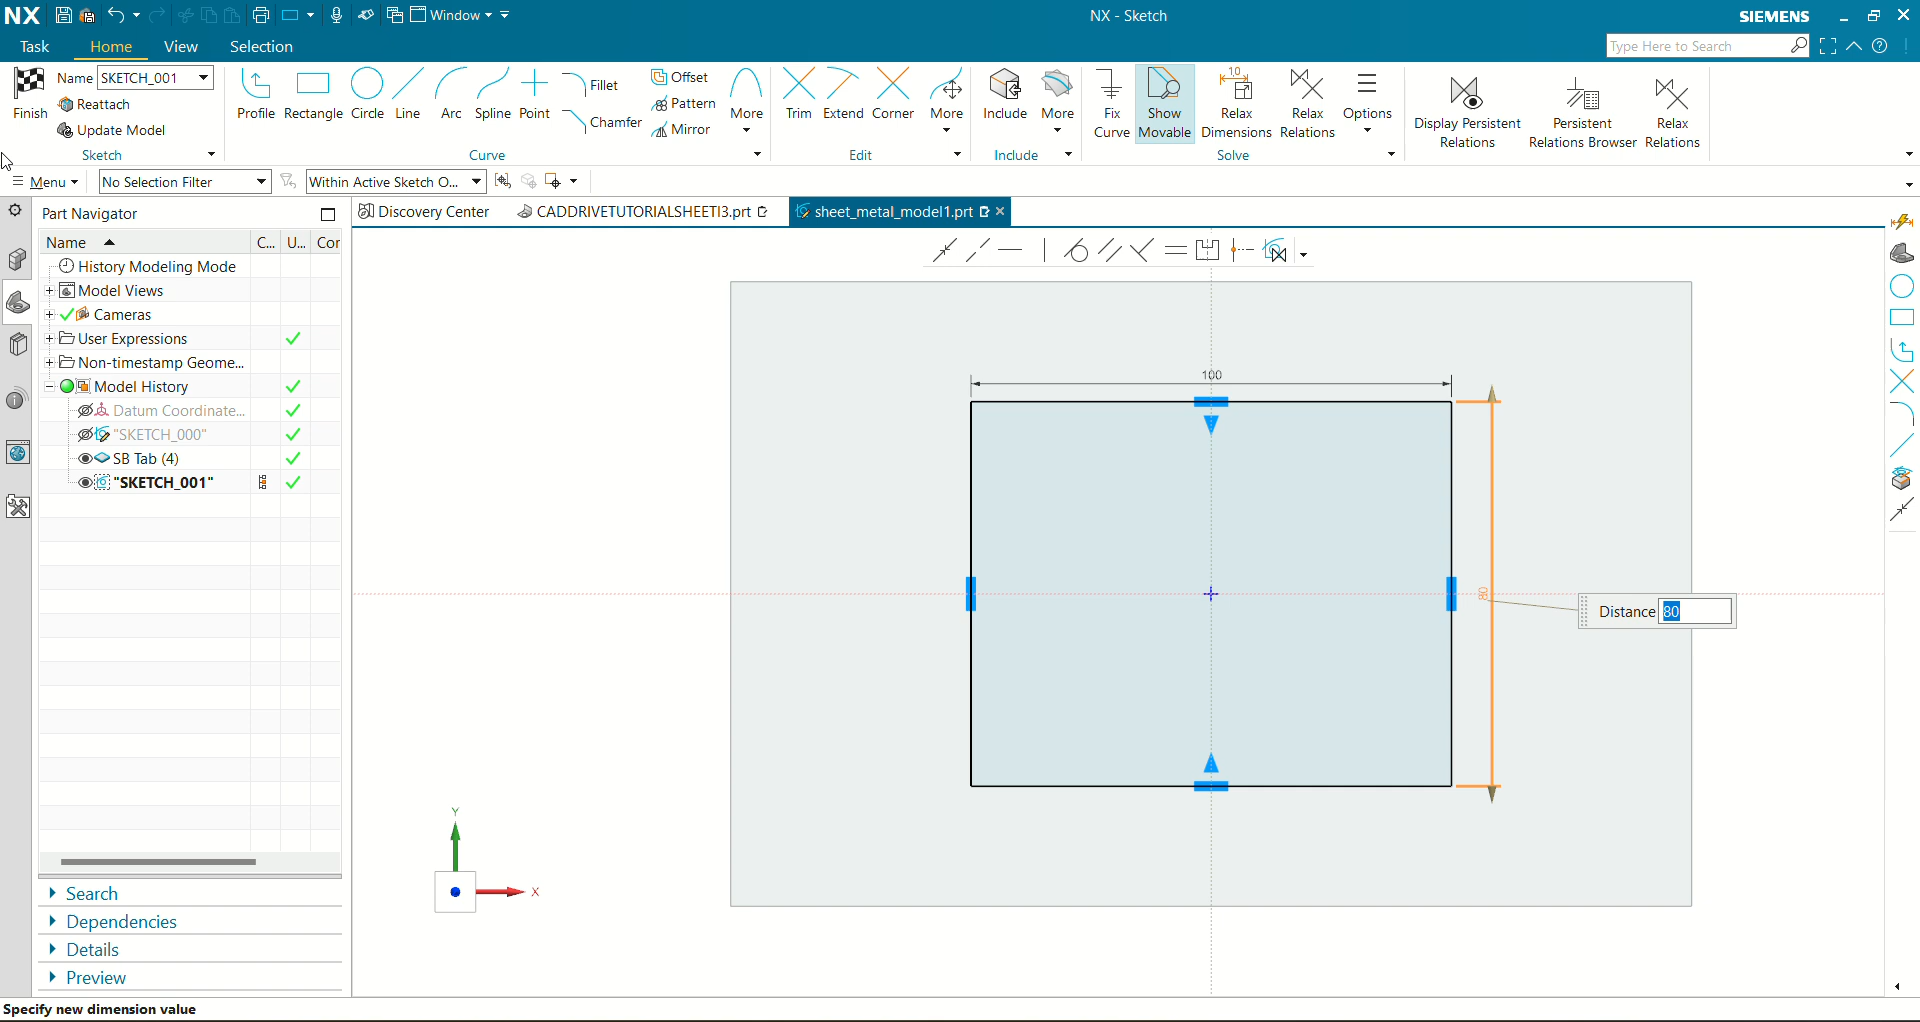 NX
Window
NX - Sketch
SIEMENS
Task
Home
View
Selection
Type Here to Search
Finish
Name SKETCH_001
Reattach
Update Model
Sketch
Profile
Rectangle
Circle
Line
Arc
Spline
Point
Fillet
Chamfer
Offset
Pattern
Mirror
More
Curve
Trim
Extend
Corner
More
Edit
Include
More
Include
Fix
Curve
Show
Movable
Relax
Dimensions
Relax
Relations
Options
Solve
Display Persistent
Relations
Persistent
Relations Browser
Relax
Relations
Menu
No Selection Filter
Within Active Sketch O...
Part Navigator
Discovery Center
CADDRIVETUTORIALSHEETI3.prt
sheet_metal_model1.prt
Name
C...
U...
Cor
History Modeling Mode
Model Views
Cameras
User Expressions
Non-timestamp Geome...
Model History
Datum Coordinate...
"SKETCH_000"
SB Tab (4)
"SKETCH_001"
100
80
Distance 80
Y
X
Search
Dependencies
Details
Preview
Specify new dimension value